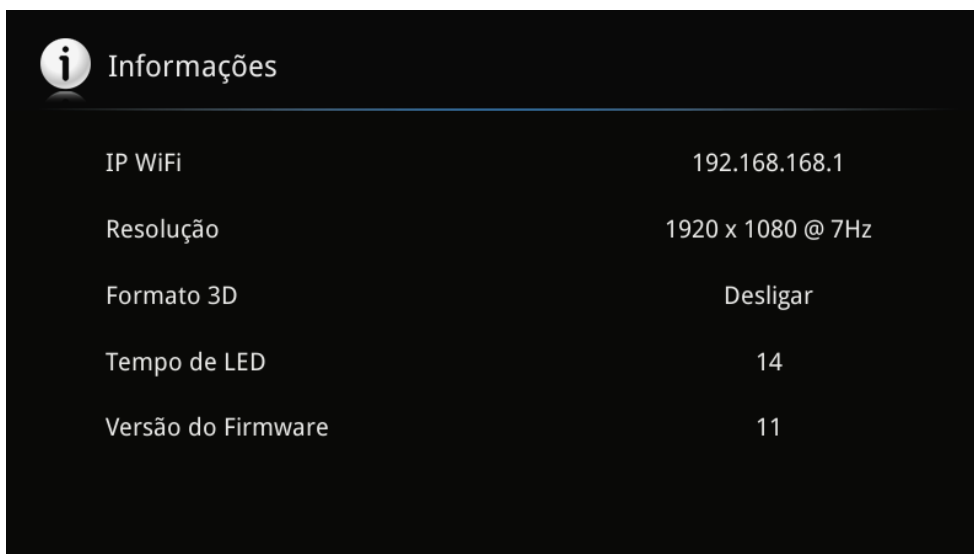 Informações
IP WiFi 192.168.168.1
Resolução 1920 x 1080 @ 7Hz
Formato 3D Desligar
Tempo de LED 14
Versão do Firmware 11